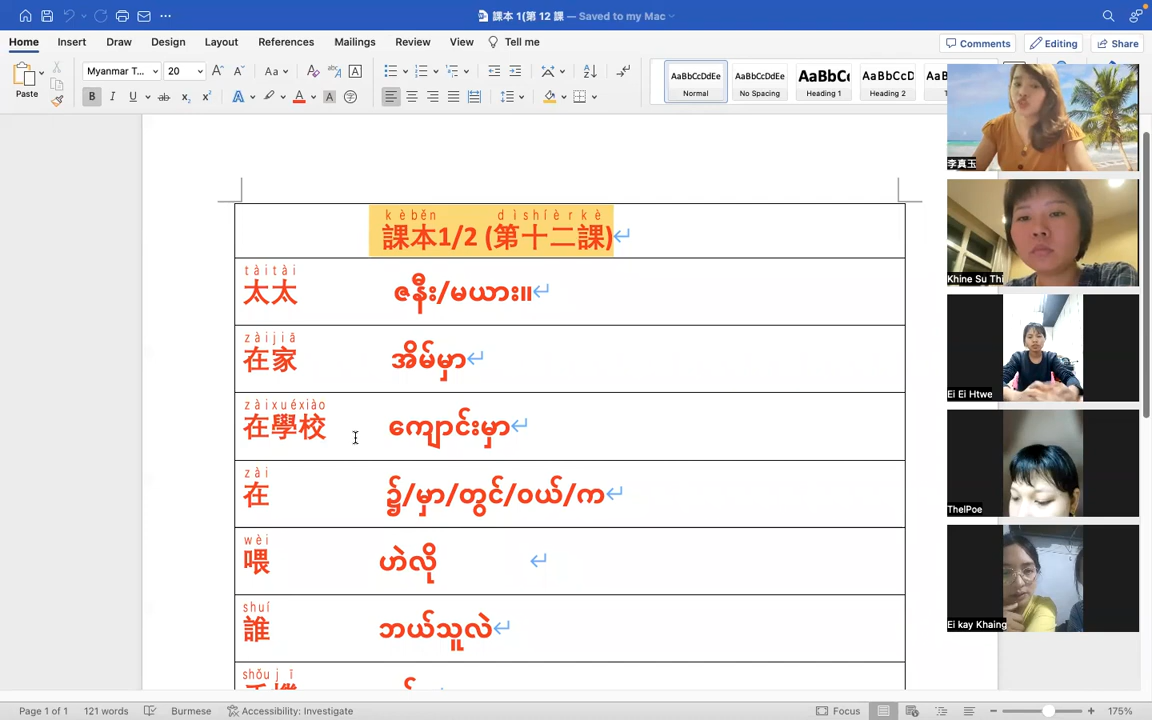 課本 1(第 12 課 — Saved to my Mac
Home Insert Draw Design Layout References Mailings Review View Tell me
Comments Editing Share
Paste
Myanmar T... 20
Normal
No Spacing
Heading 1
Heading 2
kèběn dìshíèrkè
課本1/2 (第十二課)
tàitài
太太 ဇနီး/မယား။
zàijiā
在家 အိမ်မှာ
zàixuéxiào
在學校 ကျောင်းမှာ
zài
在 ၌/မှာ/တွင်/ဝယ်/က
wèi
喂 ဟဲလို
shuí
誰 ဘယ်သူလဲ
shǒujī
李真玉
Khine Su Thi
Ei Ei Htwe
ThelPoe
Ei kay Khaing
Page 1 of 1 121 words Burmese Accessibility: Investigate Focus 175%